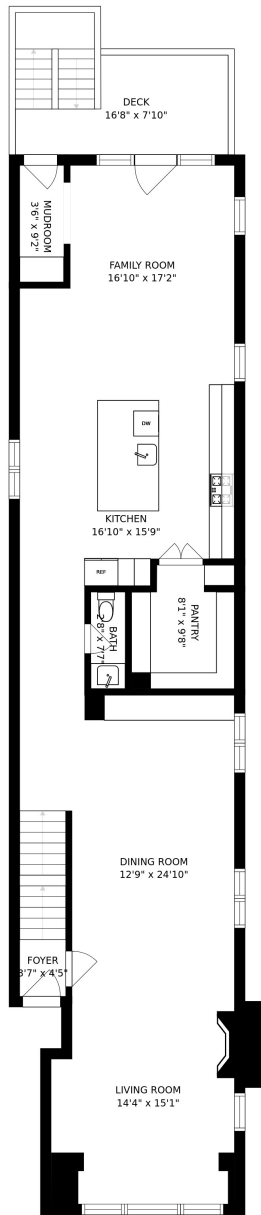 DECK
16'8" x 7'10"
MUDROOM
3'6" x 9'2"
FAMILY ROOM
16'10" x 17'2"
DW
KITCHEN
16'10" x 15'9"
REF
BATH
2'8" x 7'7"
PANTRY
8'1" x 9'8"
DINING ROOM
12'9" x 24'10"
FOYER
3'7" x 4'5"
LIVING ROOM
14'4" x 15'1"